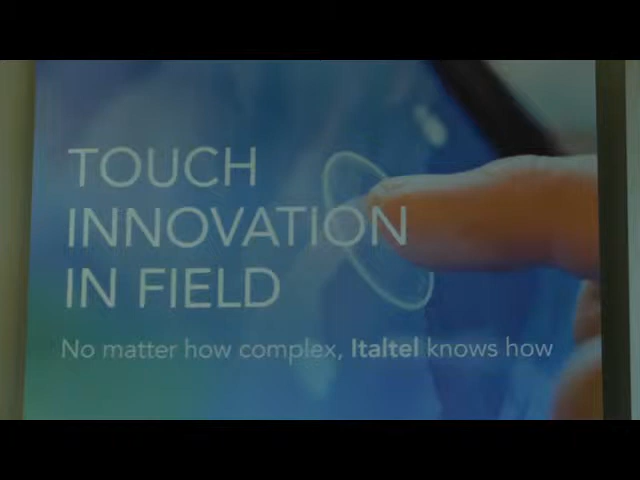 TOUCH
INNOVATION
IN FIELD
No matter how complex, Italtel knows how